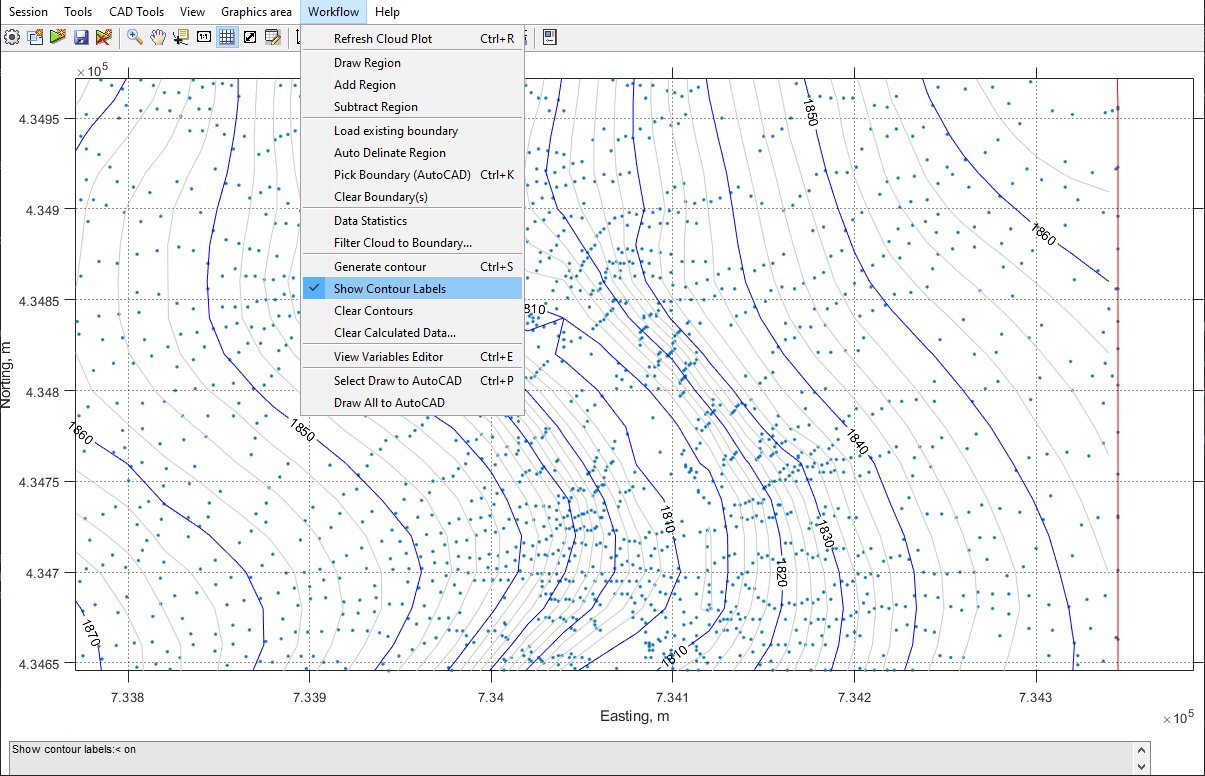 Session Tools CAD Tools View Graphics area Workflow Help
1:1
Refresh Cloud Plot Ctrl+R
Draw Region
Add Region
Subtract Region
Load existing boundary
Auto Delinate Region
Pick Boundary (AutoCAD) Ctrl+K
Clear Boundary(s)
Data Statistics
Filter Cloud to Boundary...
Generate contour Ctrl+S
Show Contour Labels
Clear Contours
Clear Calculated Data...
View Variables Editor Ctrl+E
Select Draw to AutoCAD Ctrl+P
Draw All to AutoCAD
×10⁵
4.3495
4.349
4.3485
4.348
4.3475
4.347
4.3465
Norting, m
1850
1860
810
1860
1850
1840
1810
1830
1820
1870
1810
7.338 7.339 7.34 7.341 7.342 7.343
Easting, m
×10⁵
Show contour labels:< on